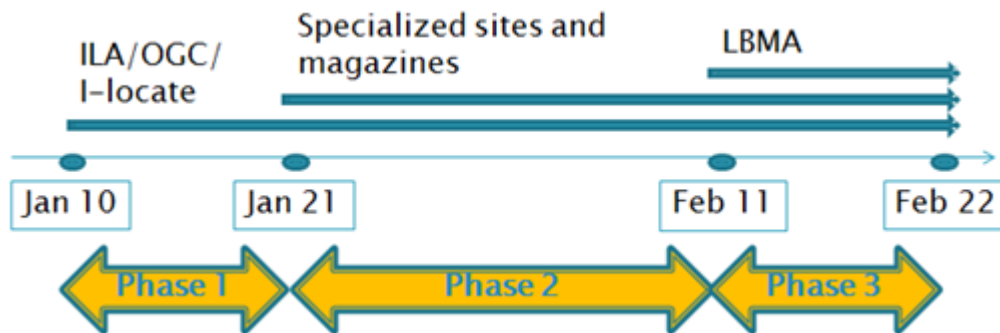 ILA/OGC/
I-locate
Specialized sites and
magazines
LBMA
Jan 10
Jan 21
Feb 11
Feb 22
Phase 1
Phase 2
Phase 3